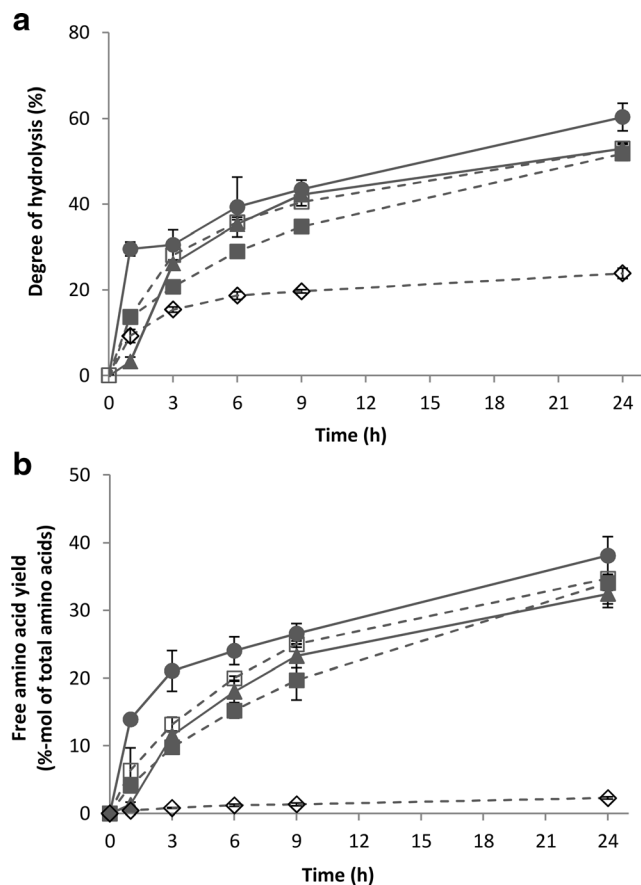 a
80
60
40
20
0
Degree of hydrolysis (%)
0 3 6 9 12 15 18 21 24
Time (h)
b
50
40
30
20
10
0
Free amino acid yield
(%-mol of total amino acids)
0 3 6 9 12 15 18 21 24
Time (h)